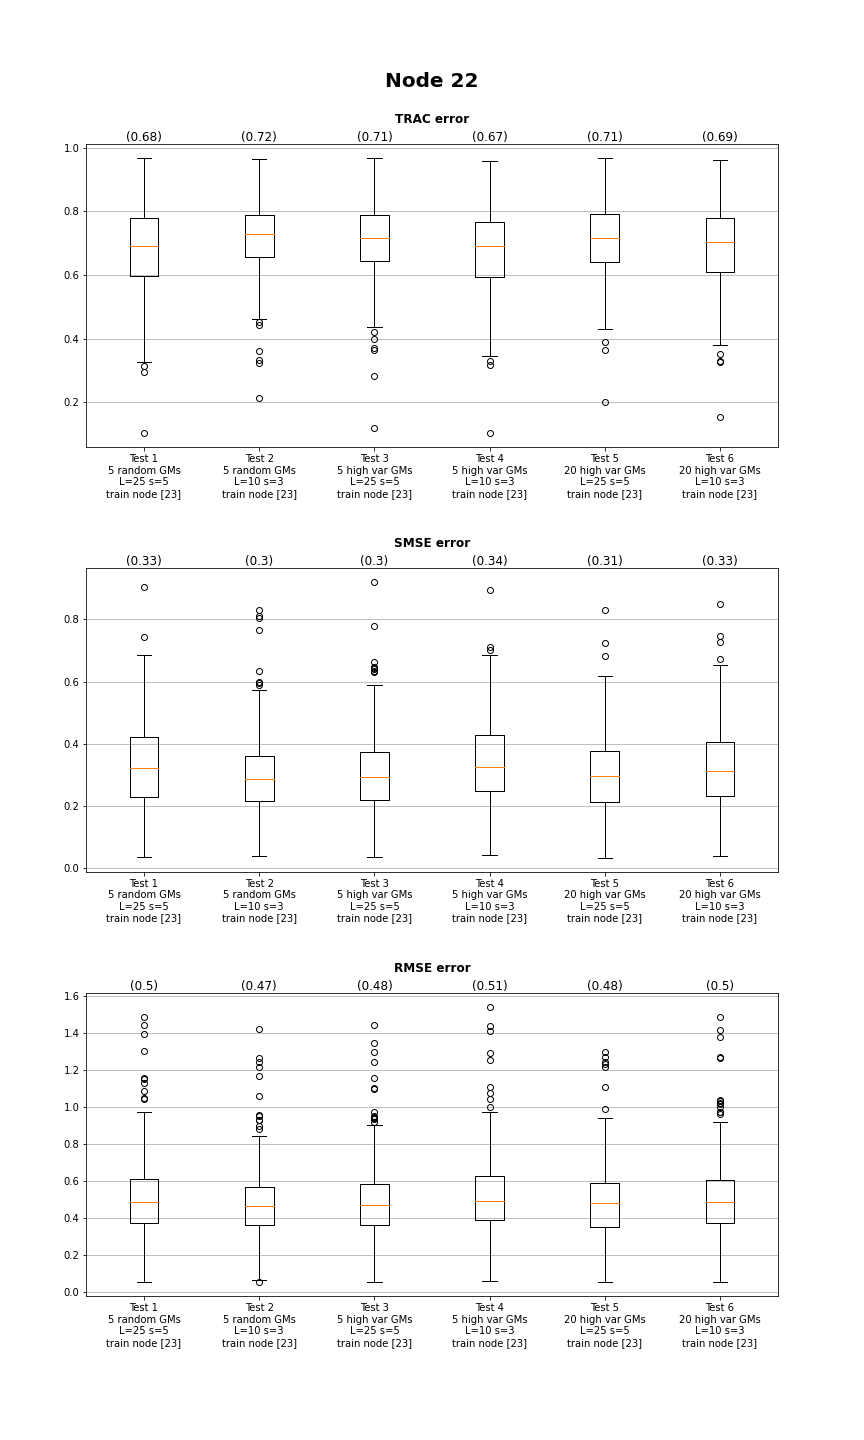 Node 22
TRAC error
(0.68) (0.72) (0.71) (0.67) (0.71) (0.69)
1.0
0.8
0.6
0.4
0.2
Test 1 Test 2 Test 3 Test 4 Test 5 Test 6
5 random GMs 5 random GMs 5 high var GMs 5 high var GMs 20 high var GMs 20 high var GMs
L=25 s=5 L=10 s=3 L=25 s=5 L=10 s=3 L=25 s=5 L=10 s=3
train node [23] train node [23] train node [23] train node [23] train node [23] train node [23]
SMSE error
(0.33) (0.3) (0.3) (0.34) (0.31) (0.33)
0.8
0.6
0.4
0.2
0.0
Test 1 Test 2 Test 3 Test 4 Test 5 Test 6
5 random GMs 5 random GMs 5 high var GMs 5 high var GMs 20 high var GMs 20 high var GMs
L=25 s=5 L=10 s=3 L=25 s=5 L=10 s=3 L=25 s=5 L=10 s=3
train node [23] train node [23] train node [23] train node [23] train node [23] train node [23]
RMSE error
(0.5) (0.47) (0.48) (0.51) (0.48) (0.5)
1.6
1.4
1.2
1.0
0.8
0.6
0.4
0.2
0.0
Test 1 Test 2 Test 3 Test 4 Test 5 Test 6
5 random GMs 5 random GMs 5 high var GMs 5 high var GMs 20 high var GMs 20 high var GMs
L=25 s=5 L=10 s=3 L=25 s=5 L=10 s=3 L=25 s=5 L=10 s=3
train node [23] train node [23] train node [23] train node [23] train node [23] train node [23]